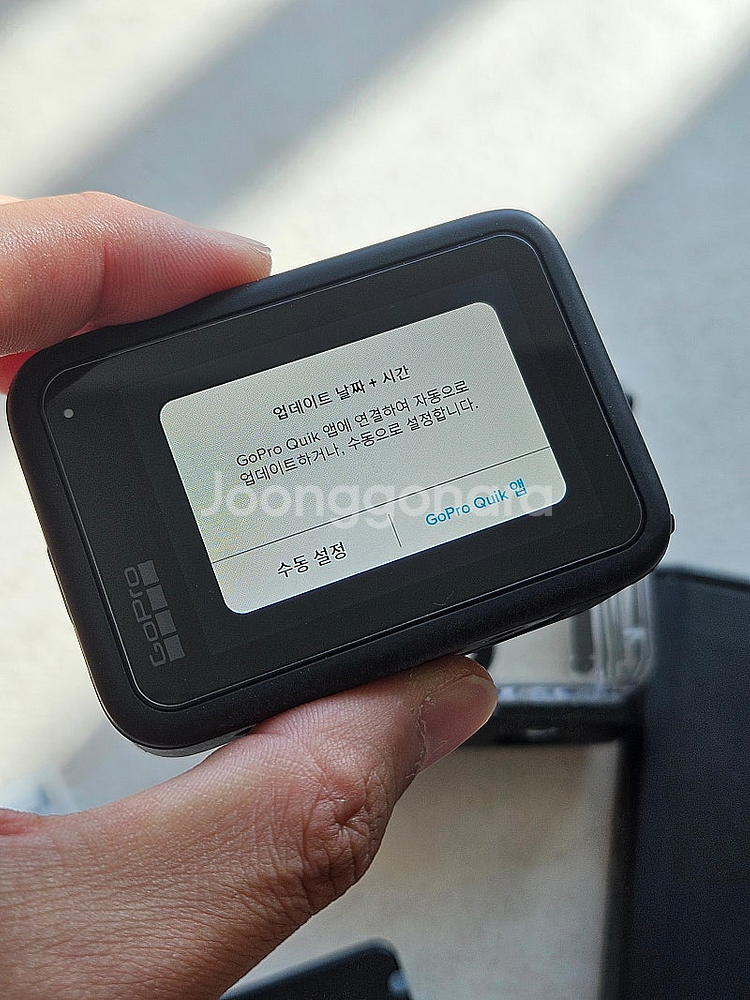 업데이트 날짜 + 시간
GoPro Quik 앱에 연결하여 자동으로
업데이트하거나, 수동으로 설정합니다.
수동 설정
GoPro Quik 앱
Joonggonara
GoPro